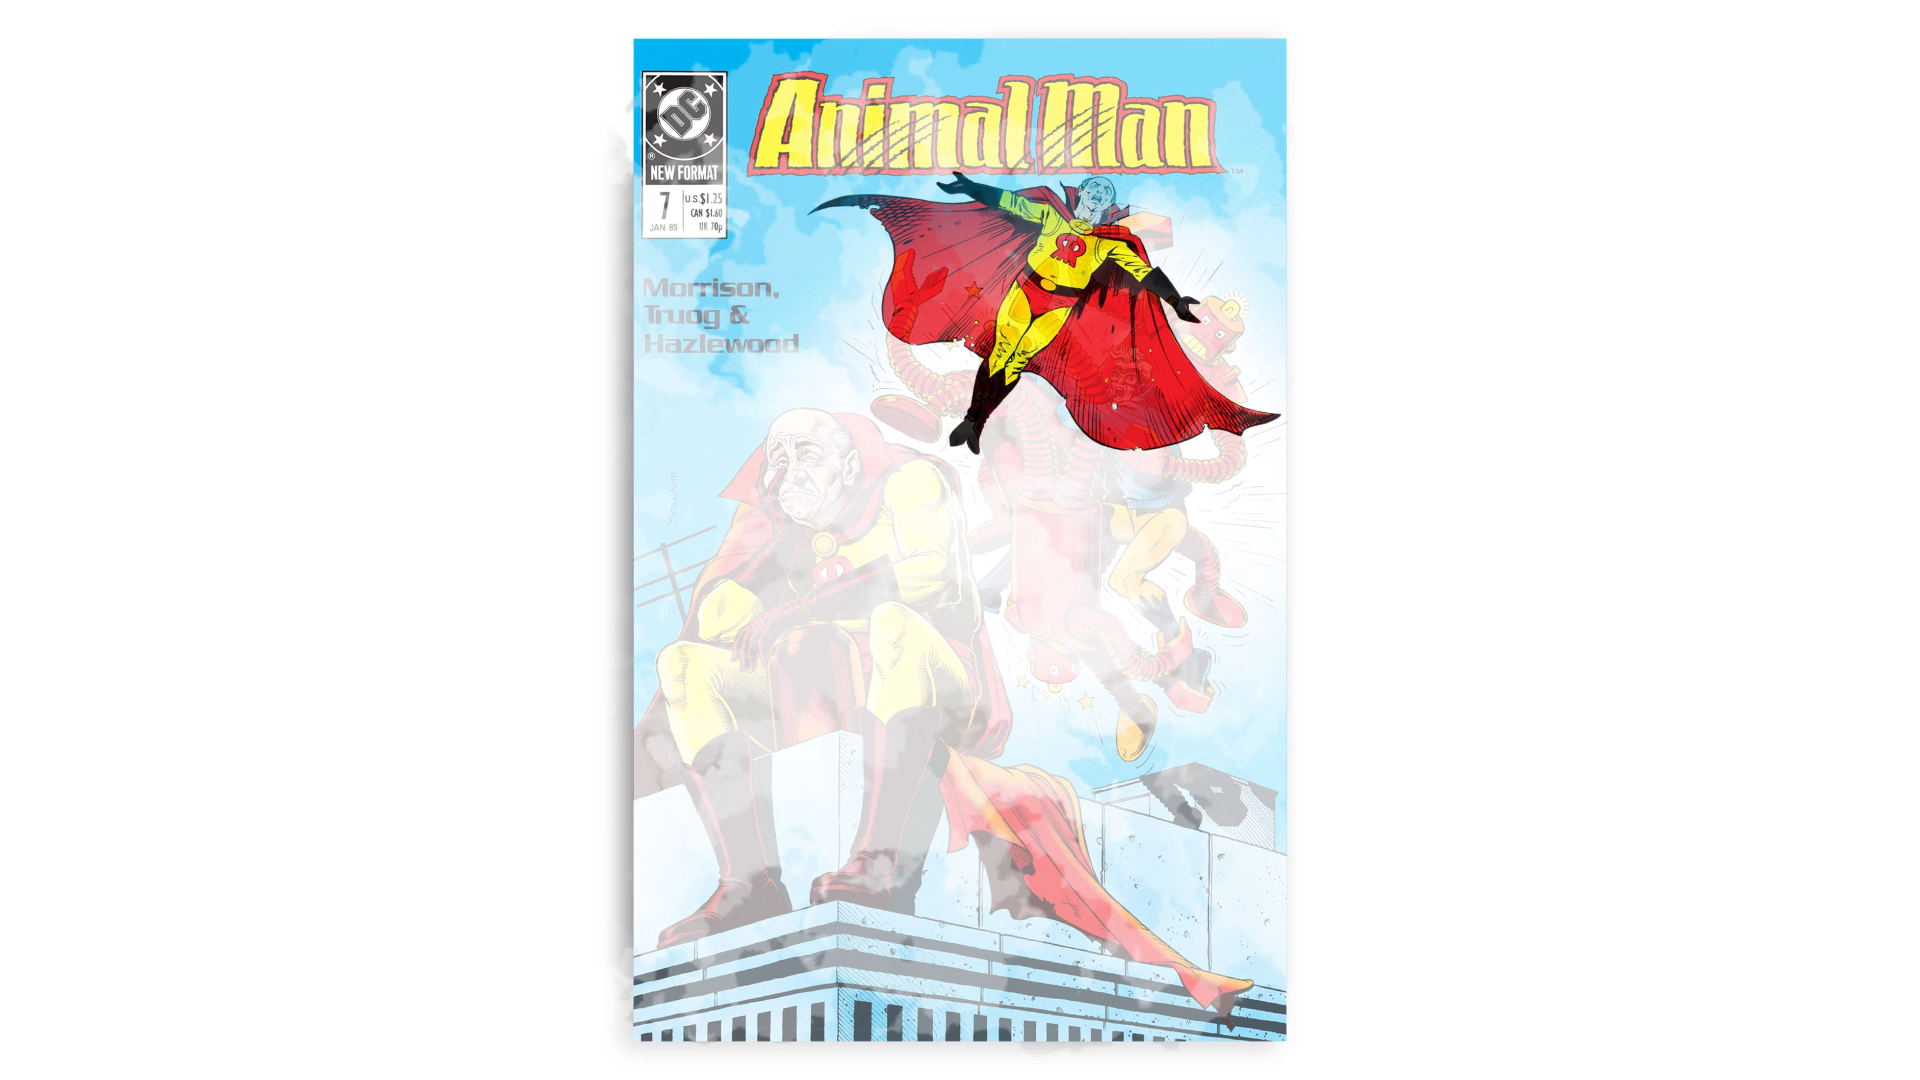 Animal Man
TM
DC
®
NEW FORMAT
7
U.S. $1.25
CAN $1.60
UK 70p
JAN 89
Morrison,
Truog &
Hazlewood
BOLLAND